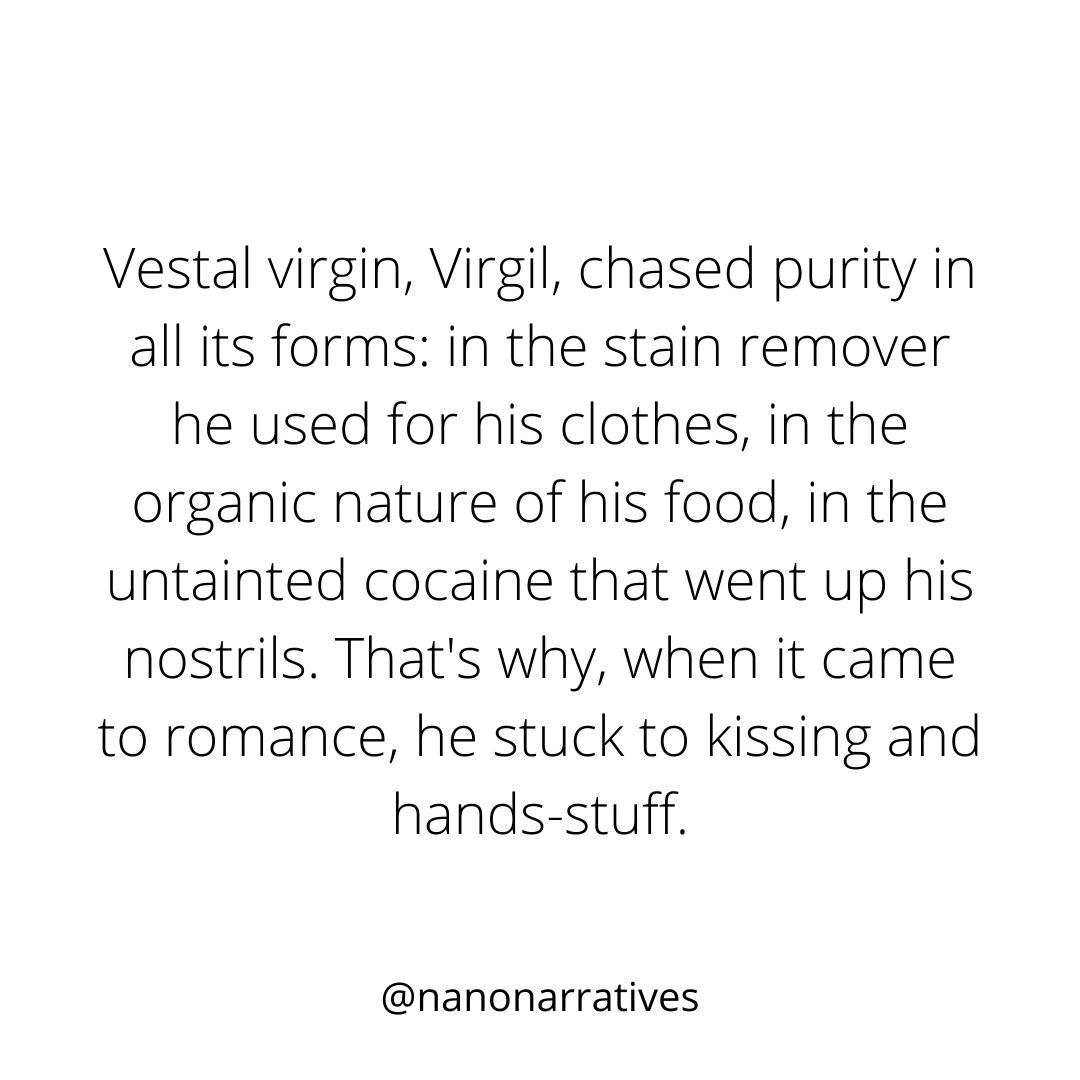 Vestal virgin, Virgil, chased purity in
all its forms: in the stain remover
he used for his clothes, in the
organic nature of his food, in the
untainted cocaine that went up his
nostrils. That's why, when it came
to romance, he stuck to kissing and
hands-stuff.
@nanonarratives